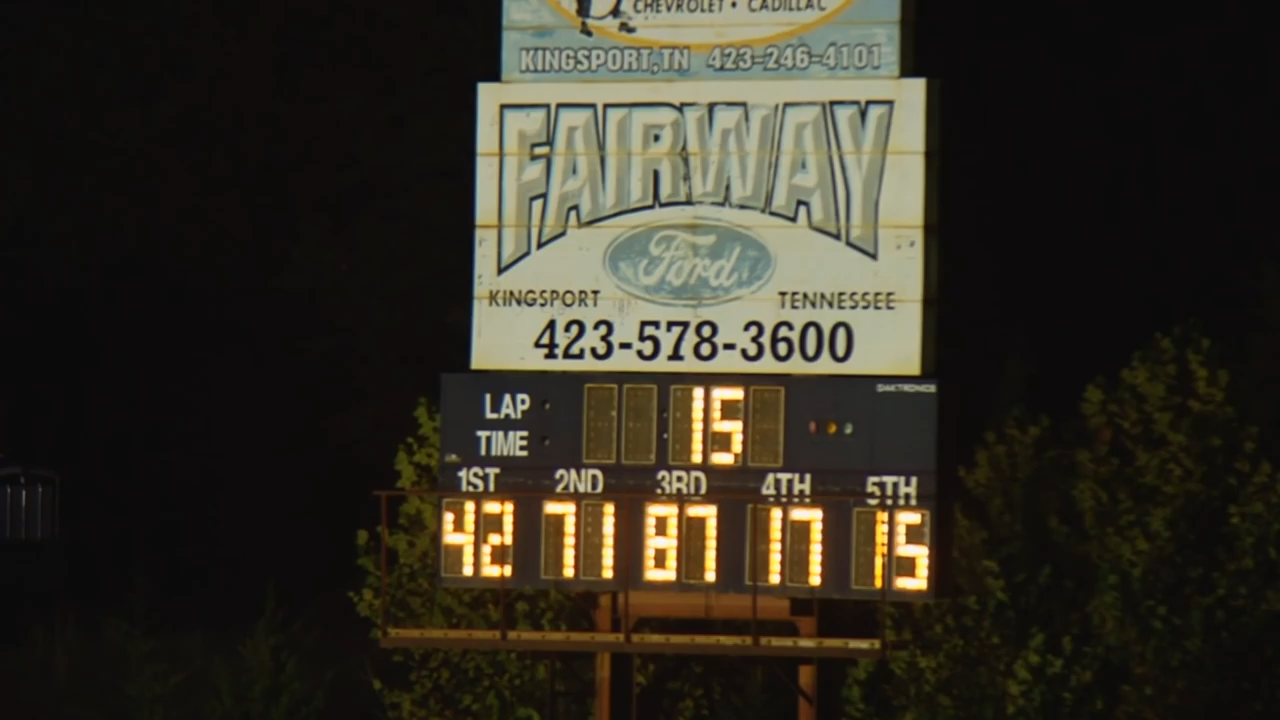 CHEVROLET • CADILLAC
KINGSPORT, TN 423-246-4101
FAIRWAY
Ford
KINGSPORT TENNESSEE
423-578-3600
DAKTRONICS
LAP 15
TIME
1ST 2ND 3RD 4TH 5TH
42 71 87 17 15